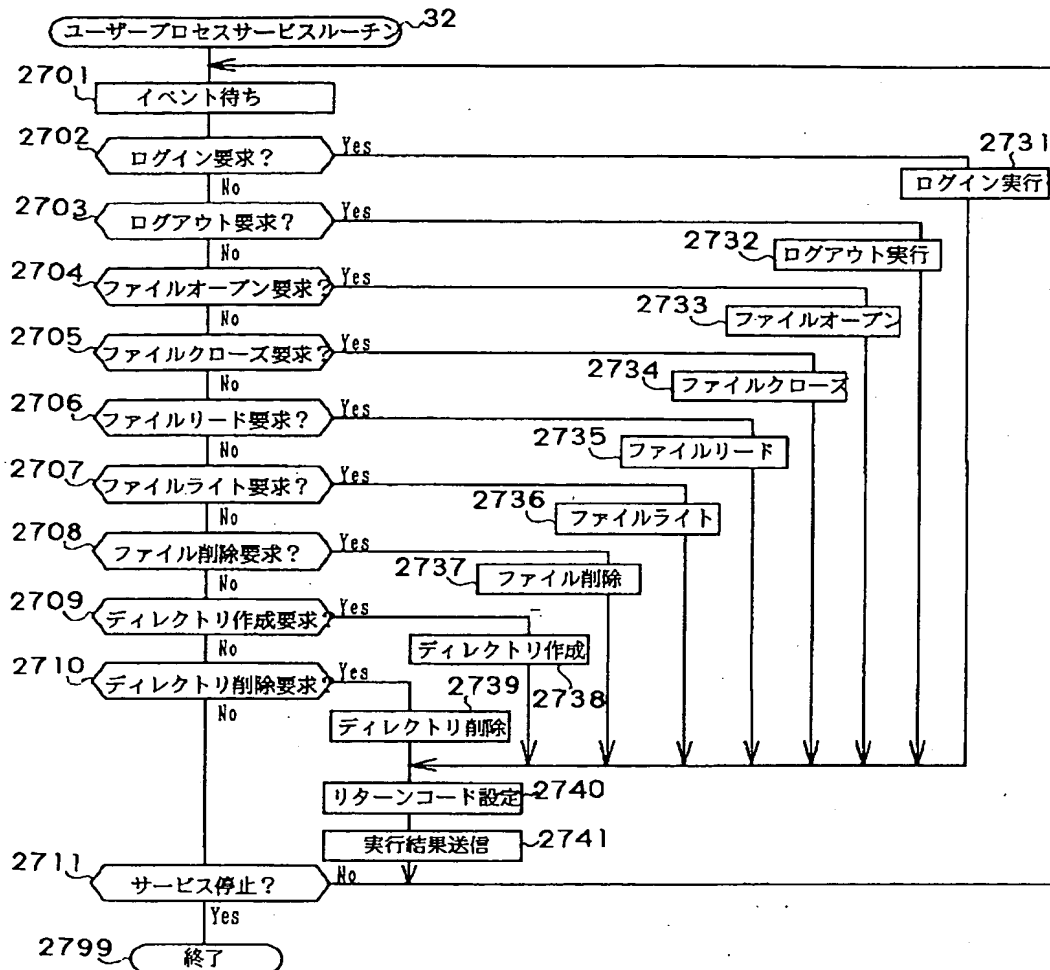 ユーザープロセスサービスルーチン 32
2701 イベント待ち
2702 ログイン要求? Yes 2731
No ログイン実行
2703 ログアウト要求? Yes 2732 ログアウト実行
No
2704 ファイルオープン要求? Yes 2733 ファイルオープン
No
2705 ファイルクローズ要求? Yes 2734 ファイルクローズ
No
2706 ファイルリード要求? Yes 2735 ファイルリード
No
2707 ファイルライト要求? Yes 2736 ファイルライト
No
2708 ファイル削除要求? Yes 2737 ファイル削除
No
2709 ディレクトリ作成要求? Yes
No ディレクトリ作成 2738
2710 ディレクトリ削除要求? Yes 2739
No ディレクトリ削除
リターンコード設定 2740
実行結果送信 2741
2711 サービス停止? No
Yes
2799 終了